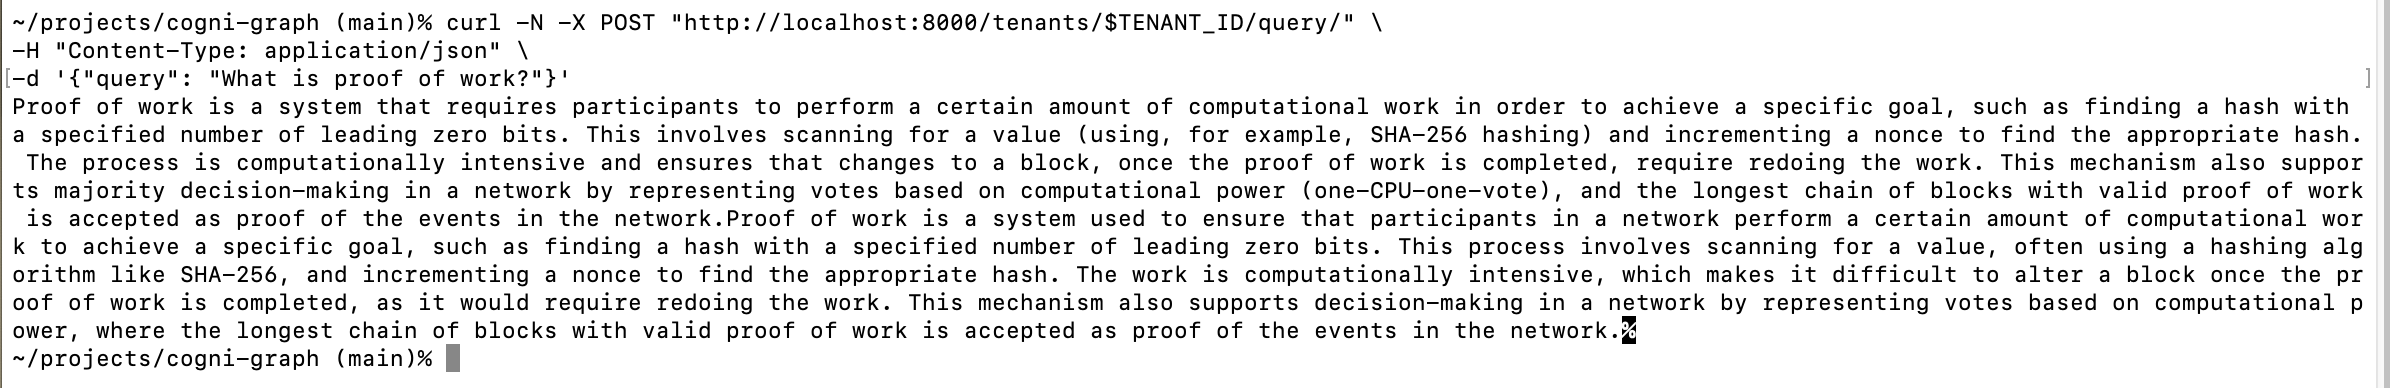 ~/projects/cogni-graph (main)% curl -N -X POST "http://localhost:8000/tenants/$TENANT_ID/query/" \
-H "Content-Type: application/json" \
[-d '{"query": "What is proof of work?"}' ]
Proof of work is a system that requires participants to perform a certain amount of computational work in order to achieve a specific goal, such as finding a hash with
a specified number of leading zero bits. This involves scanning for a value (using, for example, SHA-256 hashing) and incrementing a nonce to find the appropriate hash.
 The process is computationally intensive and ensures that changes to a block, once the proof of work is completed, require redoing the work. This mechanism also suppor
ts majority decision-making in a network by representing votes based on computational power (one-CPU-one-vote), and the longest chain of blocks with valid proof of work
 is accepted as proof of the events in the network.Proof of work is a system used to ensure that participants in a network perform a certain amount of computational wor
k to achieve a specific goal, such as finding a hash with a specified number of leading zero bits. This process involves scanning for a value, often using a hashing alg
orithm like SHA-256, and incrementing a nonce to find the appropriate hash. The work is computationally intensive, which makes it difficult to alter a block once the pr
oof of work is completed, as it would require redoing the work. This mechanism also supports decision-making in a network by representing votes based on computational p
ower, where the longest chain of blocks with valid proof of work is accepted as proof of the events in the network.%
~/projects/cogni-graph (main)%